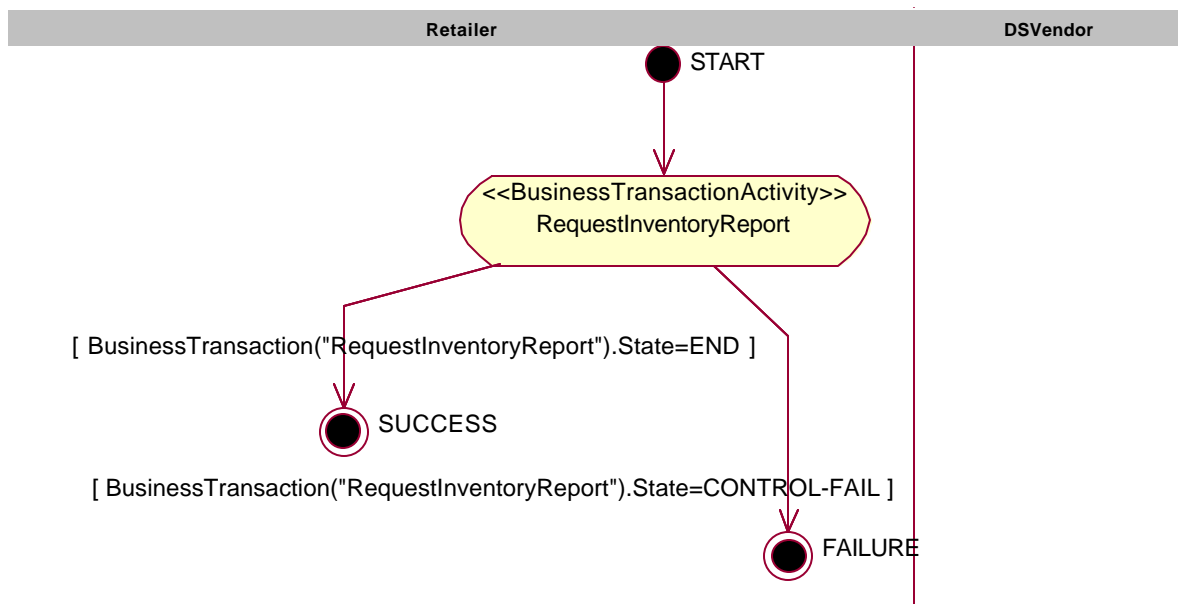 Retailer
DSVendor
START
<<BusinessTransactionActivity>>
RequestInventoryReport
[ BusinessTransaction("RequestInventoryReport").State=END ]
SUCCESS
[ BusinessTransaction("RequestInventoryReport").State=CONTROL-FAIL ]
FAILURE